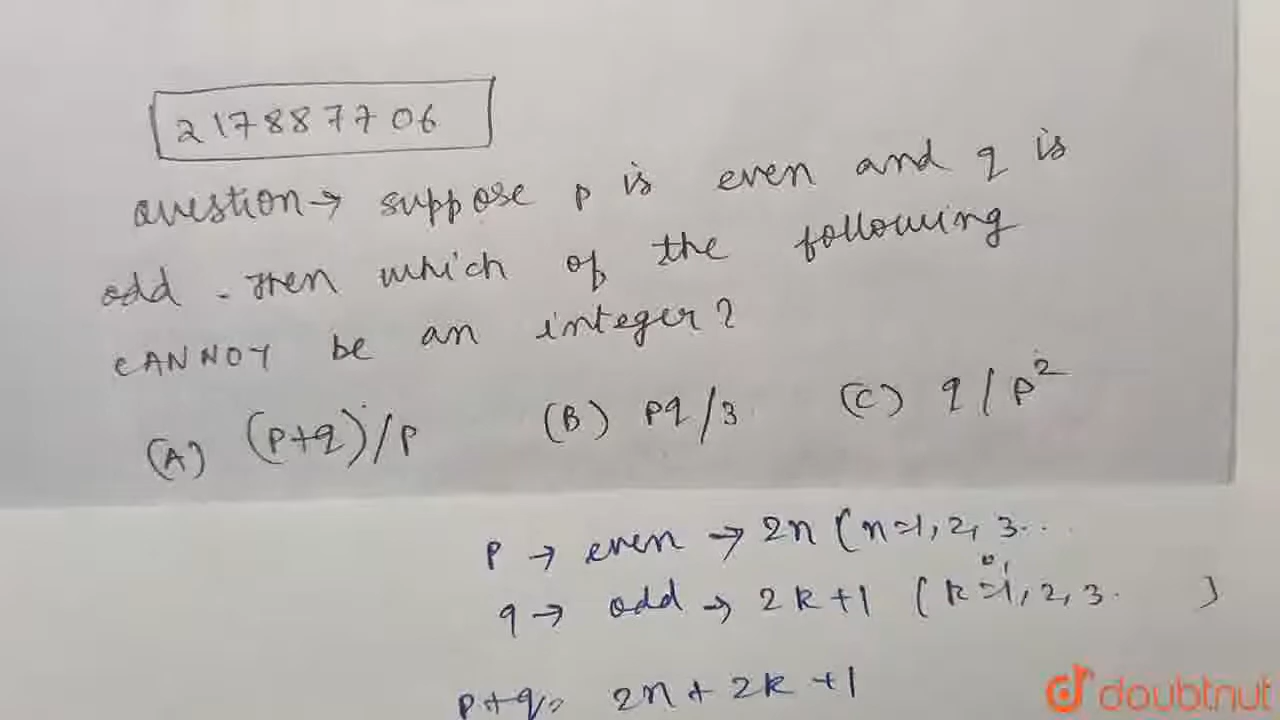 2178877706
Question→ suppose p is even and q is
odd. Then which of the following
CANNOT be an integer?
(A) (p+q)/p (B) pq/3 (C) q/p²
p → even → 2n (n=1, 2, 3...
q → odd → 2k+1 (k=0, 1, 2, 3. )
p+q= 2n + 2k +1
doubtnut